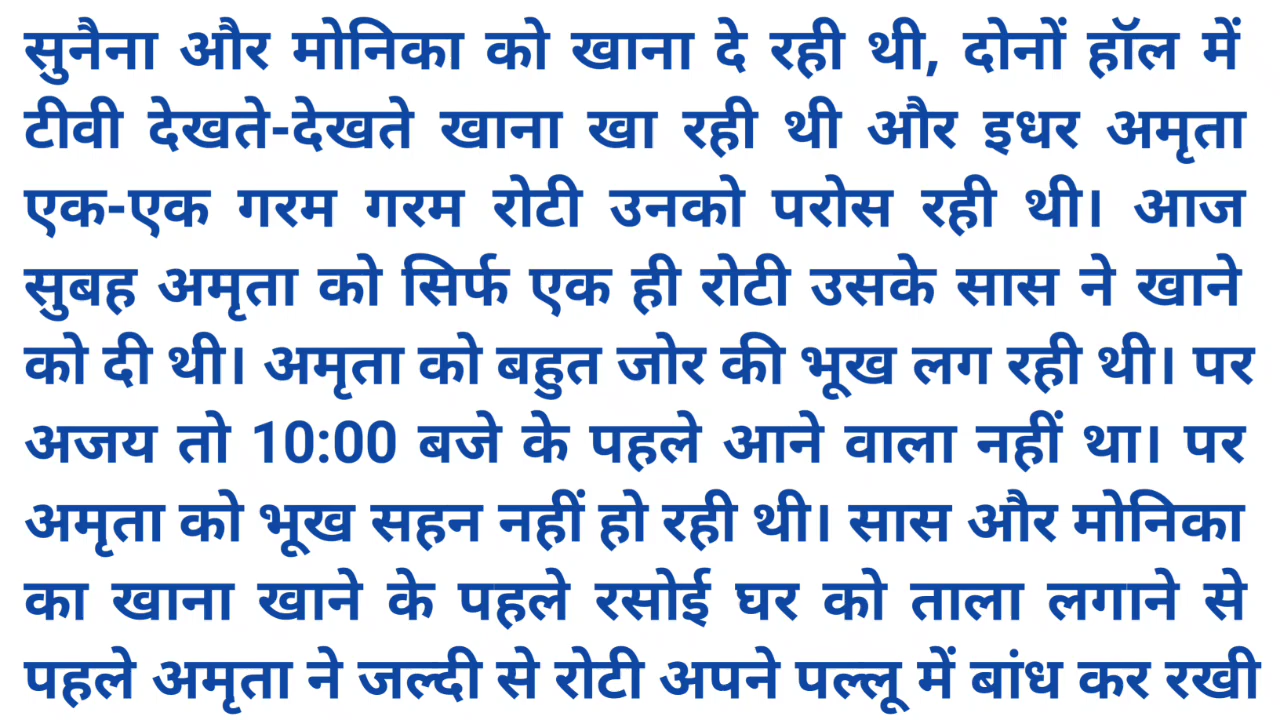 सुनैना और मोनिका को खाना दे रही थी, दोनों हॉल में
टीवी देखते-देखते खाना खा रही थी और इधर अमृता
एक-एक गरम गरम रोटी उनको परोस रही थी। आज
सुबह अमृता को सिर्फ एक ही रोटी उसके सास ने खाने
को दी थी। अमृता को बहुत जोर की भूख लग रही थी। पर
अजय तो 10:00 बजे के पहले आने वाला नहीं था। पर
अमृता को भूख सहन नहीं हो रही थी। सास और मोनिका
का खाना खाने के पहले रसोई घर को ताला लगाने से
पहले अमृता ने जल्दी से रोटी अपने पल्लू में बांध कर रखी